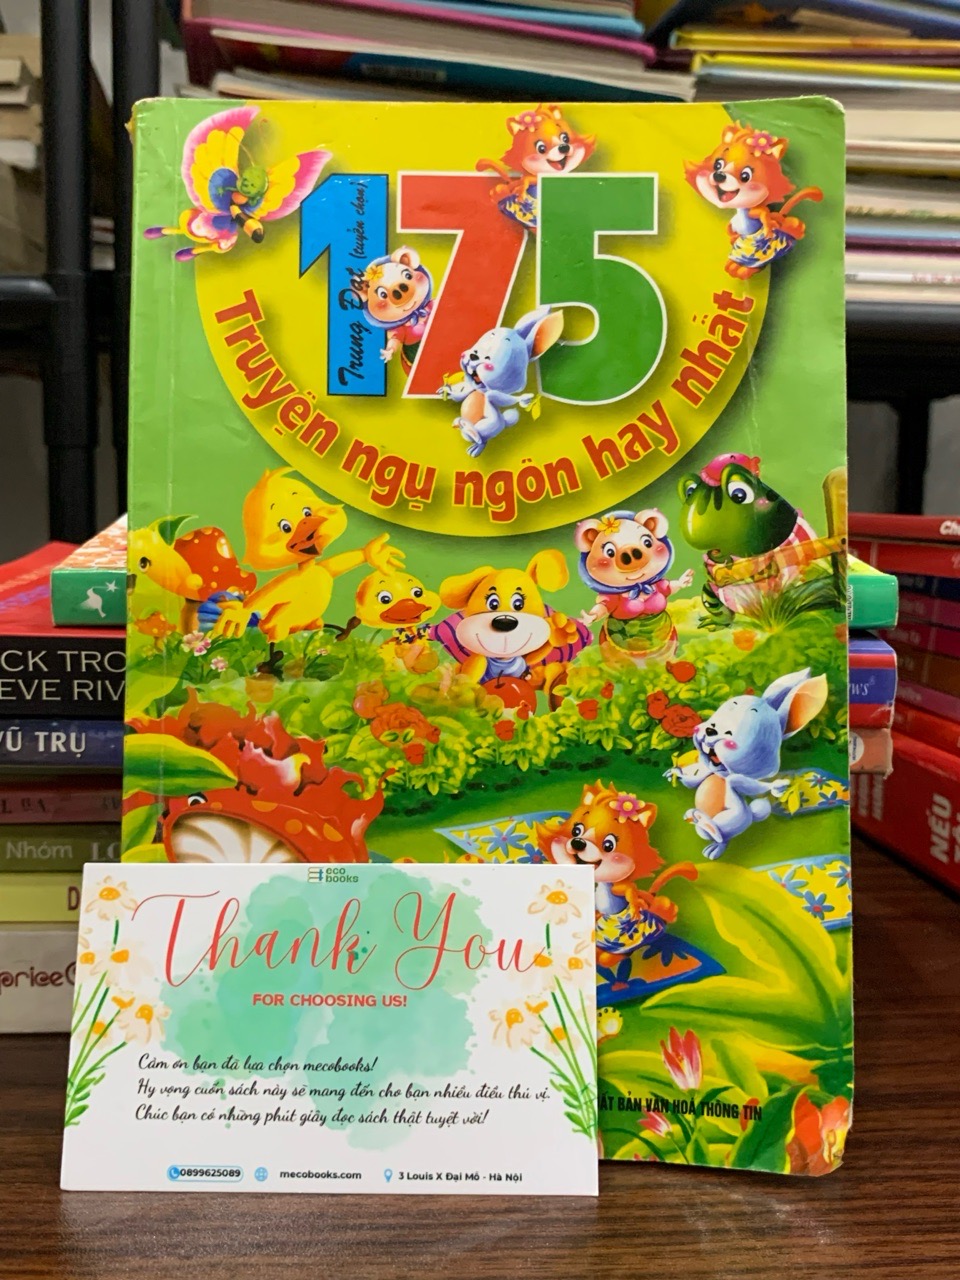 175
Trung Đạt (tuyển chọn)
Truyện ngụ ngôn hay nhất
CK TRO
EVE RIV
VŨ TRỤ
Nhóm
NẾU
BẢN VĂN HOÁ THÔNG TIN
eco
books
Thank You
FOR CHOOSING US!
Cảm ơn bạn đã lựa chọn mecobooks!
Hy vọng cuốn sách này sẽ mang đến cho bạn nhiều điều thú vị.
Chúc bạn có những phút giây đọc sách thật tuyệt vời!
0899625089 mecobooks.com 3 Louis X Đại Mỗ - Hà Nội